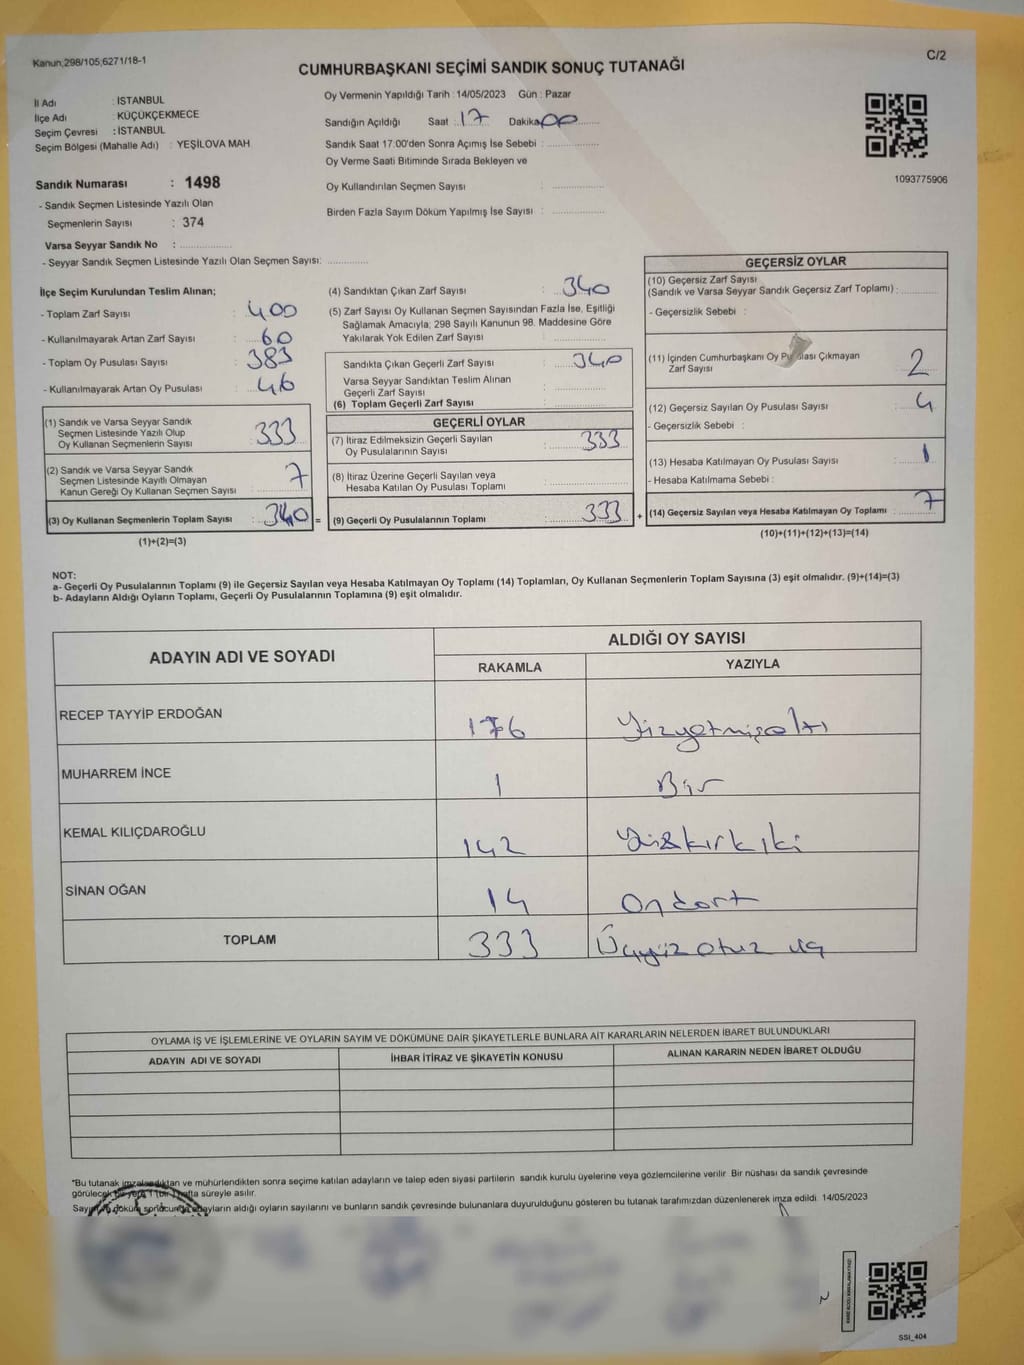 Kanun,298/105;6271/18-1
C/2
CUMHURBAŞKANI SEÇİMİ SANDIK SONUÇ TUTANAĞI
İl Adı : İSTANBUL
İlçe Adı : KÜÇÜKÇEKMECE
Seçim Çevresi : İSTANBUL
Seçim Bölgesi (Mahalle Adı) : YEŞİLOVA MAH
Sandık Numarası : 1498
- Sandık Seçmen Listesinde Yazılı Olan
Seçmenlerin Sayısı : 374
Varsa Seyyar Sandık No :
- Seyyar Sandık Seçmen Listesinde Yazılı Olan Seçmen Sayısı:
Oy Vermenin Yapıldığı Tarih : 14/05/2023 Gün : Pazar
Sandığın Açıldığı Saat : 17 Dakika 00
Sandık Saat 17:00'den Sonra Açımış İse Sebebi :
Oy Verme Saati Bitiminde Sırada Bekleyen ve
Oy Kullandırılan Seçmen Sayısı :
Birden Fazla Sayım Döküm Yapılmış İse Sayısı :
1093775906
İlçe Seçim Kurulundan Teslim Alınan;
- Toplam Zarf Sayısı : 400
- Kullanılmayarak Artan Zarf Sayısı : 60
- Toplam Oy Pusulası Sayısı : 383
- Kullanılmayarak Artan Oy Pusulası : 46
(1) Sandık ve Varsa Seyyar Sandık
Seçmen Listesinde Yazılı Olup
Oy Kullanan Seçmenlerin Sayısı : 333
(2) Sandık ve Varsa Seyyar Sandık
Seçmen Listesinde Kayıtlı Olmayan
Kanun Gereği Oy Kullanan Seçmen Sayısı : 7
(3) Oy Kullanan Seçmenlerin Toplam Sayısı : 340 =
(1)+(2)=(3)
(4) Sandıktan Çıkan Zarf Sayısı : 340
(5) Zarf Sayısı Oy Kullanan Seçmen Sayısından Fazla İse, Eşitliği
Sağlamak Amacıyla; 298 Sayılı Kanunun 98. Maddesine Göre
Yakılarak Yok Edilen Zarf Sayısı :
Sandıkta Çıkan Geçerli Zarf Sayısı : 340
Varsa Seyyar Sandıktan Teslim Alınan
Geçerli Zarf Sayısı :
(6) Toplam Geçerli Zarf Sayısı :
GEÇERLİ OYLAR
(7) İtiraz Edilmeksizin Geçerli Sayılan
Oy Pusulalarının Sayısı : 333
(8) İtiraz Üzerine Geçerli Sayılan veya
Hesaba Katılan Oy Pusulası Toplamı :
(9) Geçerli Oy Pusulalarının Toplamı : 333 +
GEÇERSİZ OYLAR
(10) Geçersiz Zarf Sayısı
(Sandık ve Varsa Seyyar Sandık Geçersiz Zarf Toplamı) :
- Geçersizlik Sebebi :
(11) İçinden Cumhurbaşkanı Oy Pusulası Çıkmayan
Zarf Sayısı 2
(12) Geçersiz Sayılan Oy Pusulası Sayısı : 4
- Geçersizlik Sebebi :
(13) Hesaba Katılmayan Oy Pusulası Sayısı : 1
- Hesaba Katılmama Sebebi :
(14) Geçersiz Sayılan veya Hesaba Katılmayan Oy Toplamı : 7
(10)+(11)+(12)+(13)=(14)
NOT:
a- Geçerli Oy Pusulalarının Toplamı (9) ile Geçersiz Sayılan veya Hesaba Katılmayan Oy Toplamı (14) Toplamları, Oy Kullanan Seçmenlerin Toplam Sayısına (3) eşit olmalıdır. (9)+(14)=(3)
b- Adayların Aldığı Oyların Toplamı, Geçerli Oy Pusulalarının Toplamına (9) eşit olmalıdır.
ADAYIN ADI VE SOYADI
ALDIĞI OY SAYISI
RAKAMLA YAZIYLA
RECEP TAYYİP ERDOĞAN 176 Yüzyetmişaltı
MUHARREM İNCE 1 Bir
KEMAL KILIÇDAROĞLU 142 Yüzkırkiki
SİNAN OĞAN 14 Ondört
TOPLAM 333 Üçyüz otuz üç
OYLAMA İŞ VE İŞLEMLERİNE VE OYLARIN SAYIM VE DÖKÜMÜNE DAİR ŞİKAYETLERLE BUNLARA AİT KARARLARIN NELERDEN İBARET BULUNDUKLARI
ADAYIN ADI VE SOYADI İHBAR İTİRAZ VE ŞİKAYETİN KONUSU ALINAN KARARIN NEDEN İBARET OLDUĞU
*Bu tutanak imzalandıktan ve mühürlendikten sonra seçime katılan adayların ve talep eden siyasi partilerin sandık kurulu üyelerine veya gözlemcilerine verilir. Bir nüshası da sandık çevresinde
görülecek bir yere 1 (bir) hafta süreyle asılır.
Sayım ve döküm sonucunda adayların aldığı oyların sayılarını ve bunların sandık çevresinde bulunanlara duyurulduğunu gösteren bu tutanak tarafımızdan düzenlenerek imza edildi. 14/05/2023
SSI_404